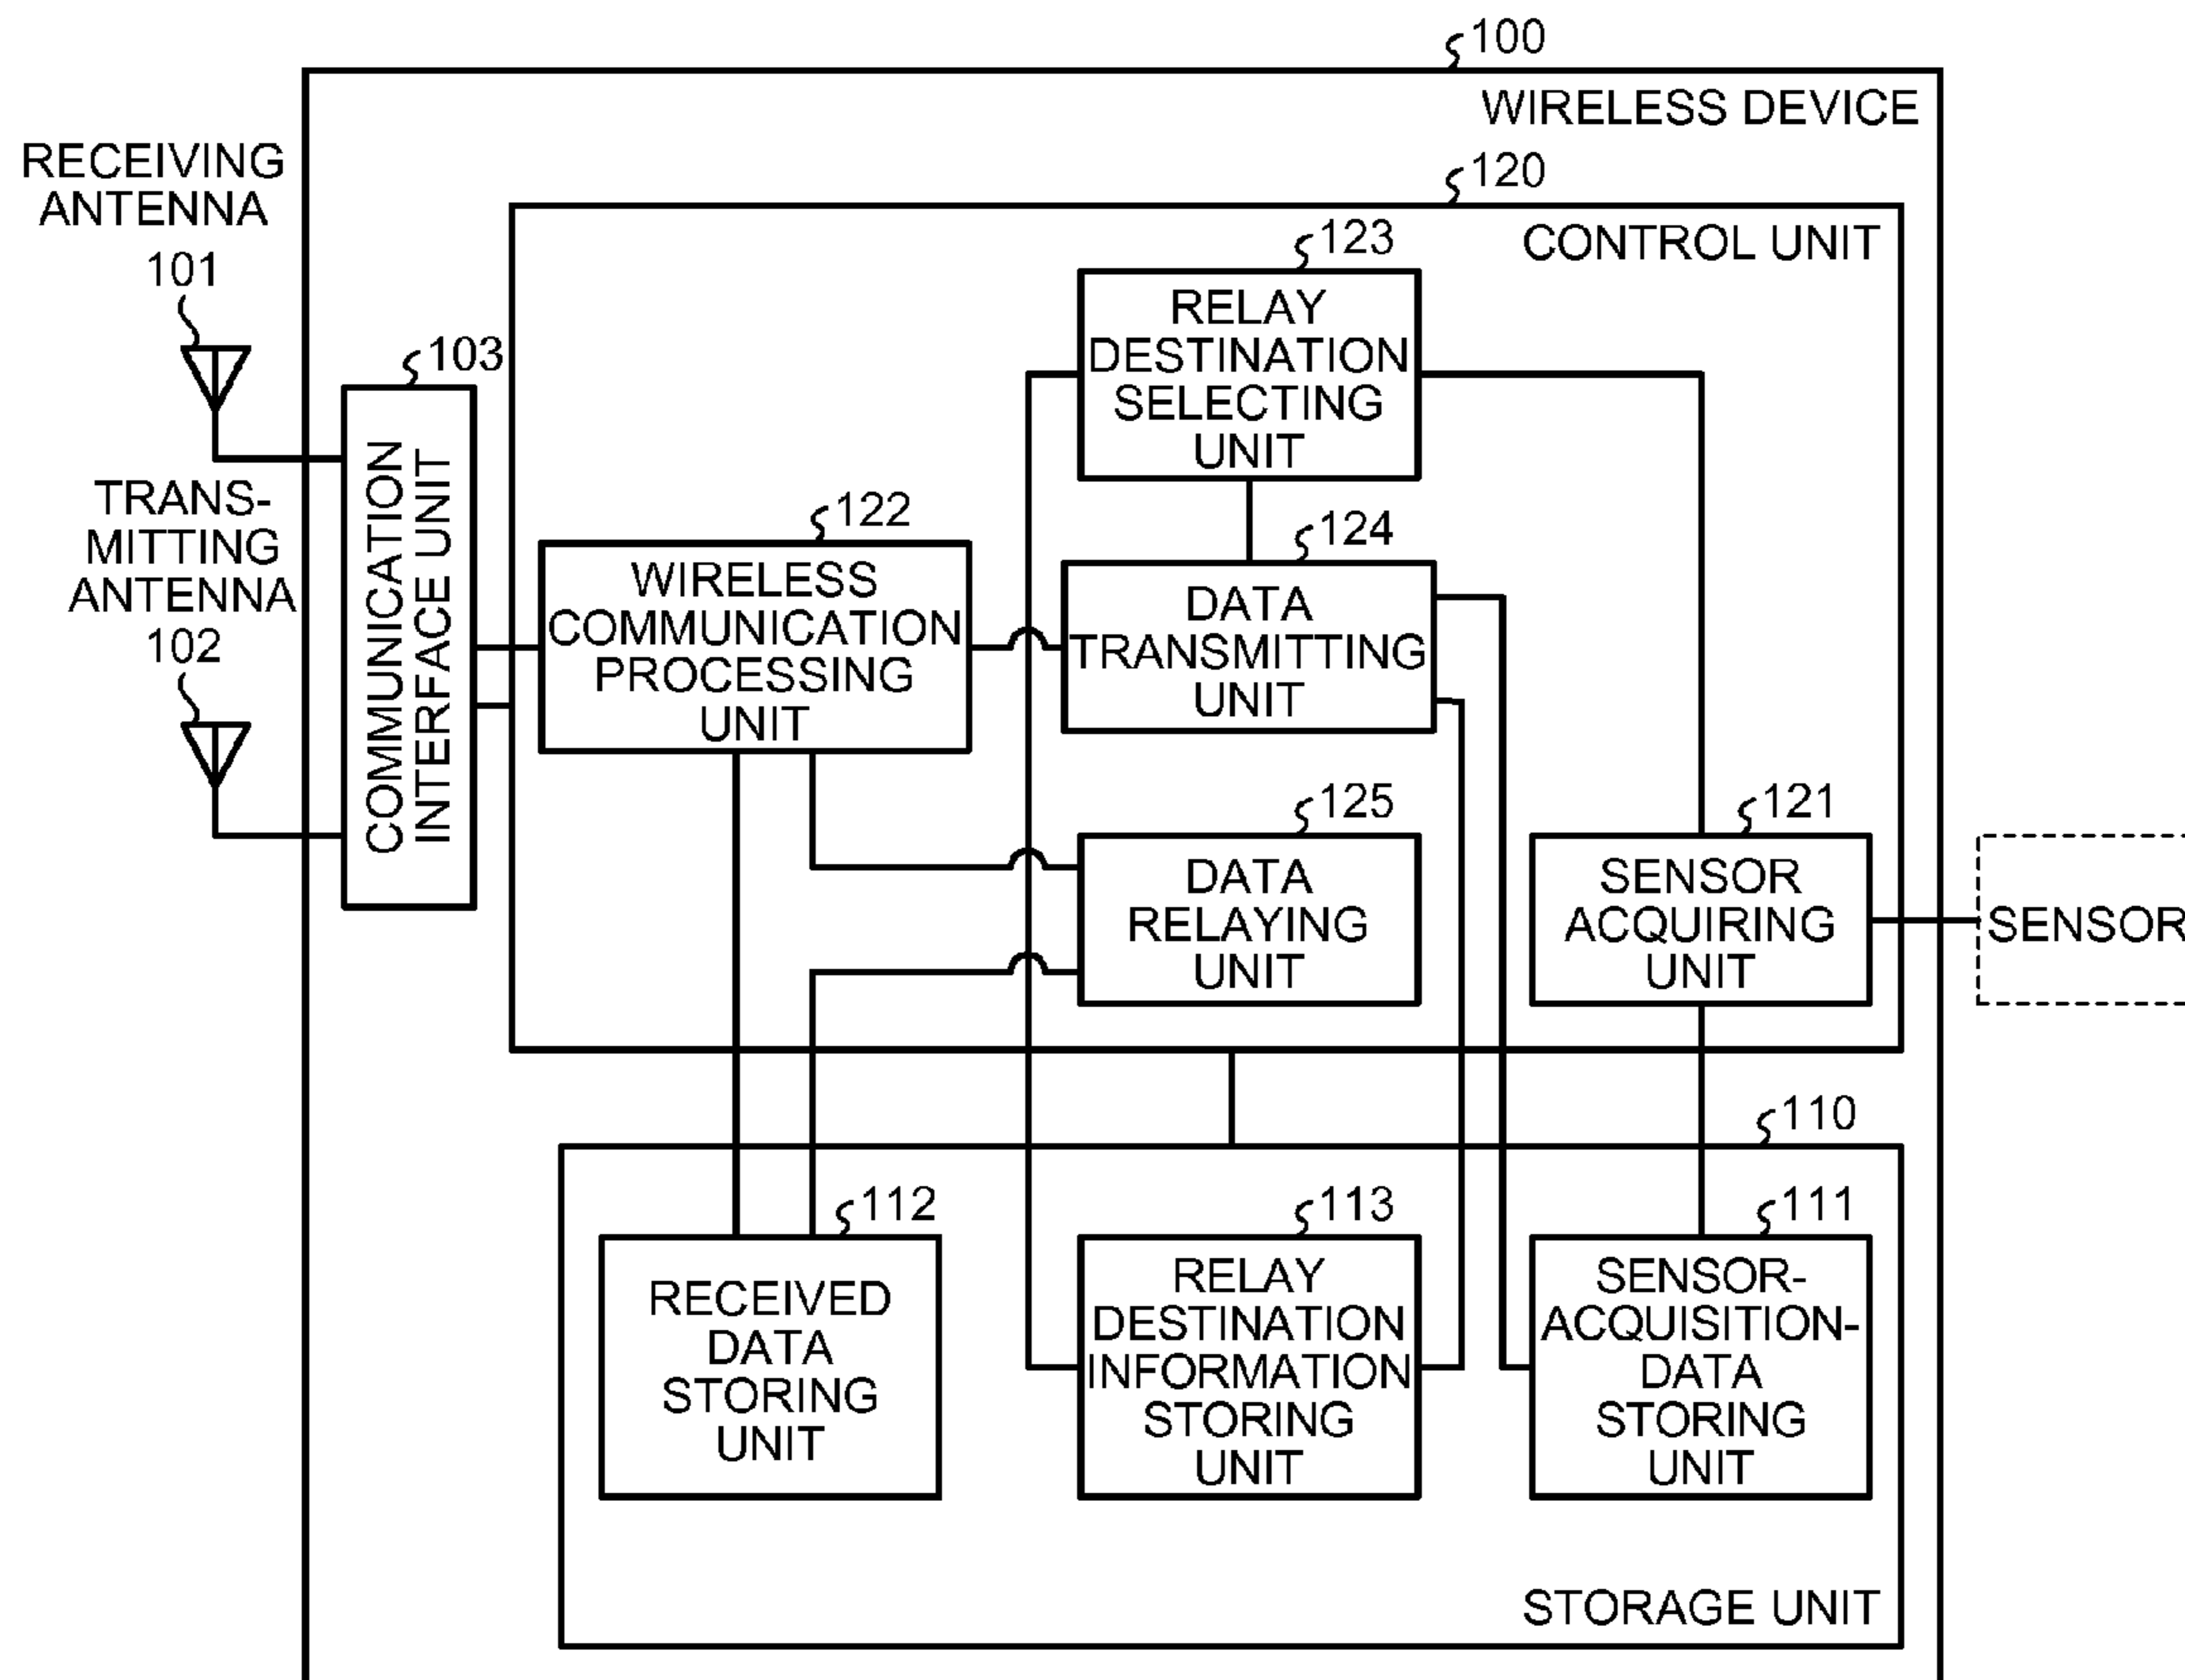 100
WIRELESS DEVICE
RECEIVING
ANTENNA
101
120
CONTROL UNIT
123
RELAY
DESTINATION
SELECTING
UNIT
103
COMMUNICATION
INTERFACE UNIT
TRANS-
MITTING
ANTENNA
102
122
WIRELESS
COMMUNICATION
PROCESSING
UNIT
124
DATA
TRANSMITTING
UNIT
125
DATA
RELAYING
UNIT
121
SENSOR
ACQUIRING
UNIT
SENSOR
110
112
RECEIVED
DATA
STORING
UNIT
113
RELAY
DESTINATION
INFORMATION
STORING
UNIT
111
SENSOR-
ACQUISITION-
DATA
STORING
UNIT
STORAGE UNIT